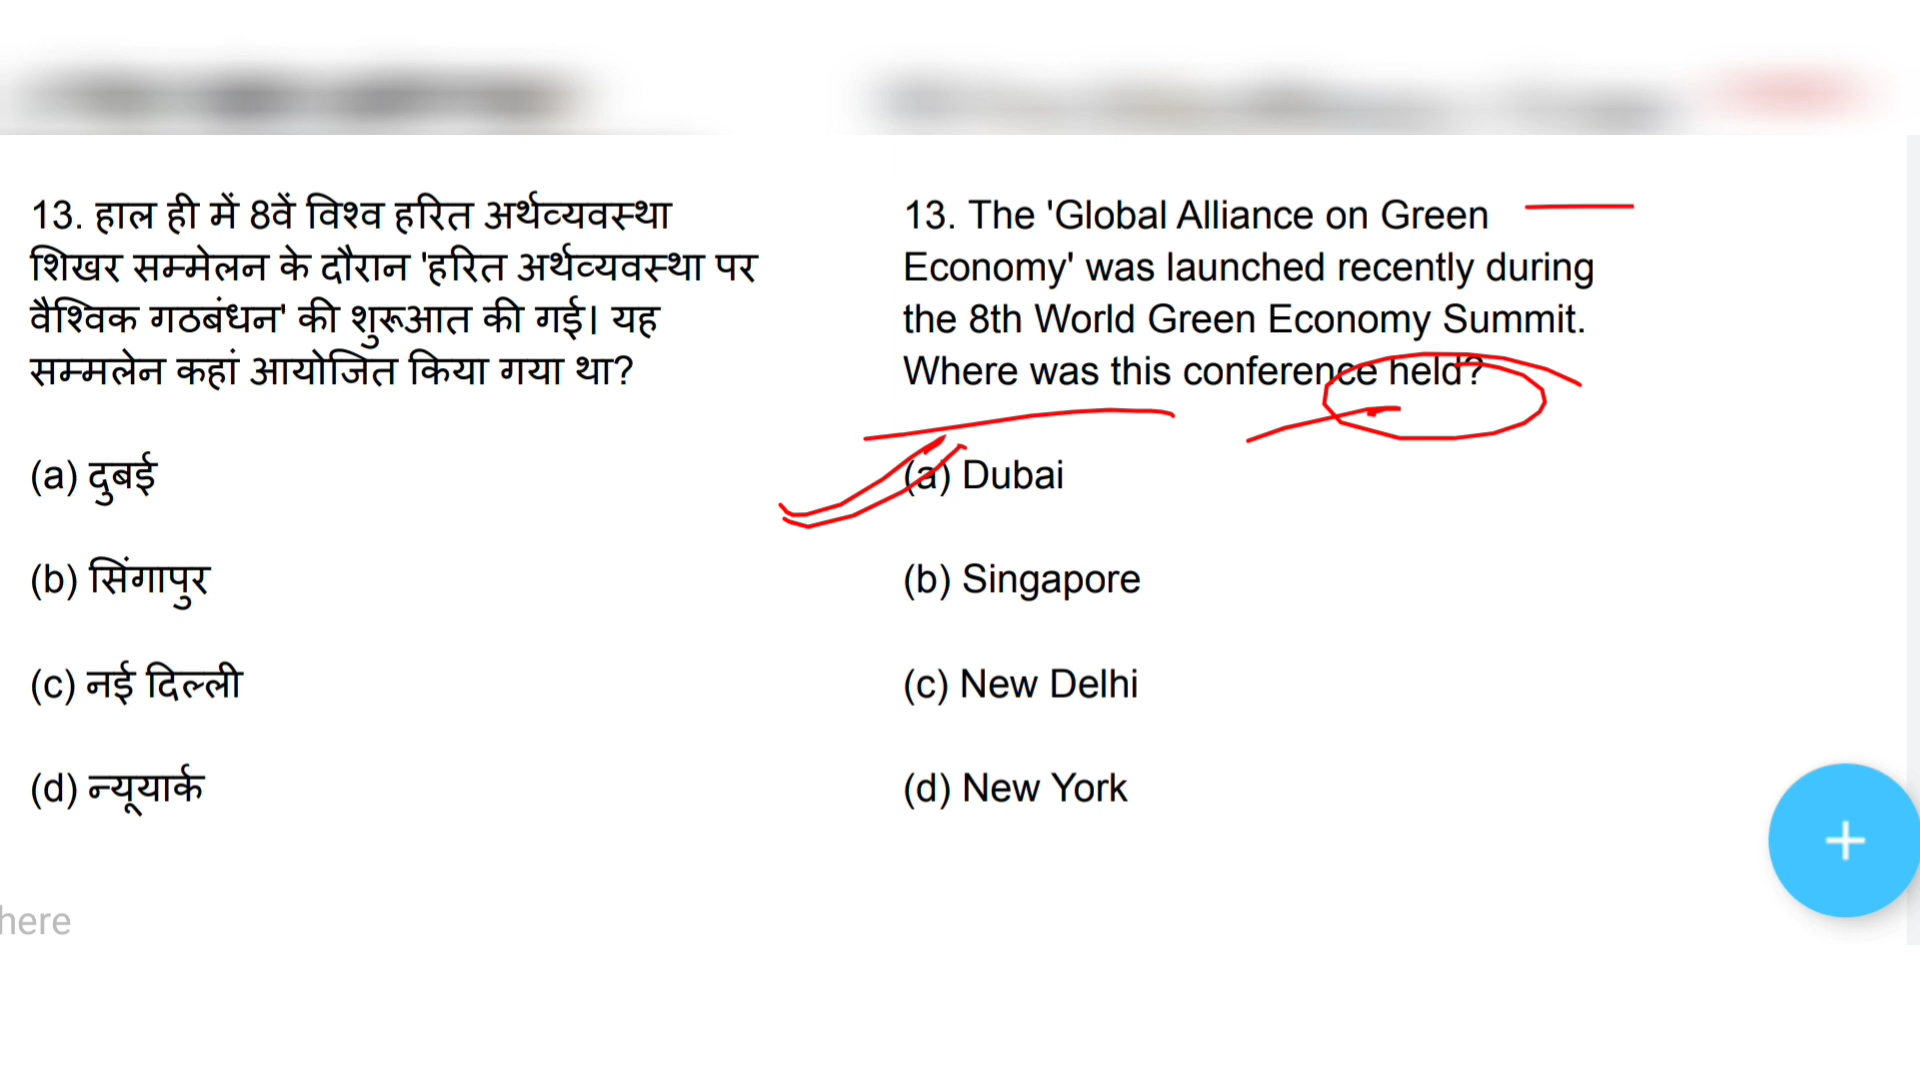 13. हाल ही में 8वें विश्व हरित अर्थव्यवस्था
शिखर सम्मेलन के दौरान 'हरित अर्थव्यवस्था पर
वैश्विक गठबंधन' की शुरूआत की गई। यह
सम्मलेन कहां आयोजित किया गया था?
(a) दुबई
(b) सिंगापुर
(c) नई दिल्ली
(d) न्यूयार्क
13. The 'Global Alliance on Green
Economy' was launched recently during
the 8th World Green Economy Summit.
Where was this conference held?
(a) Dubai
(b) Singapore
(c) New Delhi
(d) New York
here